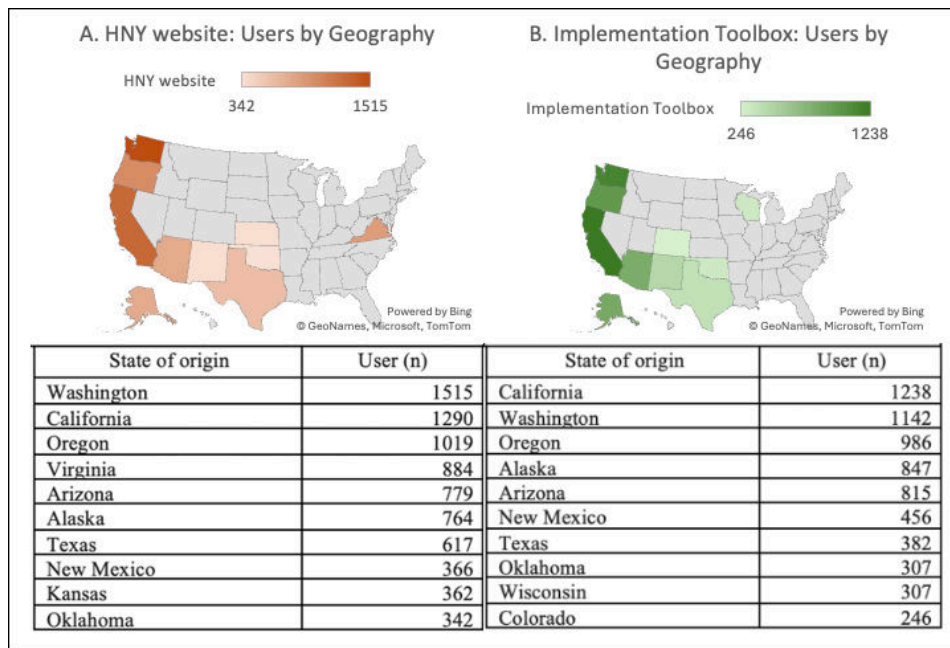 A. HNY website: Users by Geography
HNY website
342 1515
Powered by Bing
© GeoNames, Microsoft, TomTom
B. Implementation Toolbox: Users by
Geography
Implementation Toolbox
246 1238
Powered by Bing
© GeoNames, Microsoft, TomTom
State of origin User (n) State of origin User (n)
Washington 1515 California 1238
California 1290 Washington 1142
Oregon 1019 Oregon 986
Virginia 884 Alaska 847
Arizona 779 Arizona 815
Alaska 764 New Mexico 456
Texas 617 Texas 382
New Mexico 366 Oklahoma 307
Kansas 362 Wisconsin 307
Oklahoma 342 Colorado 246